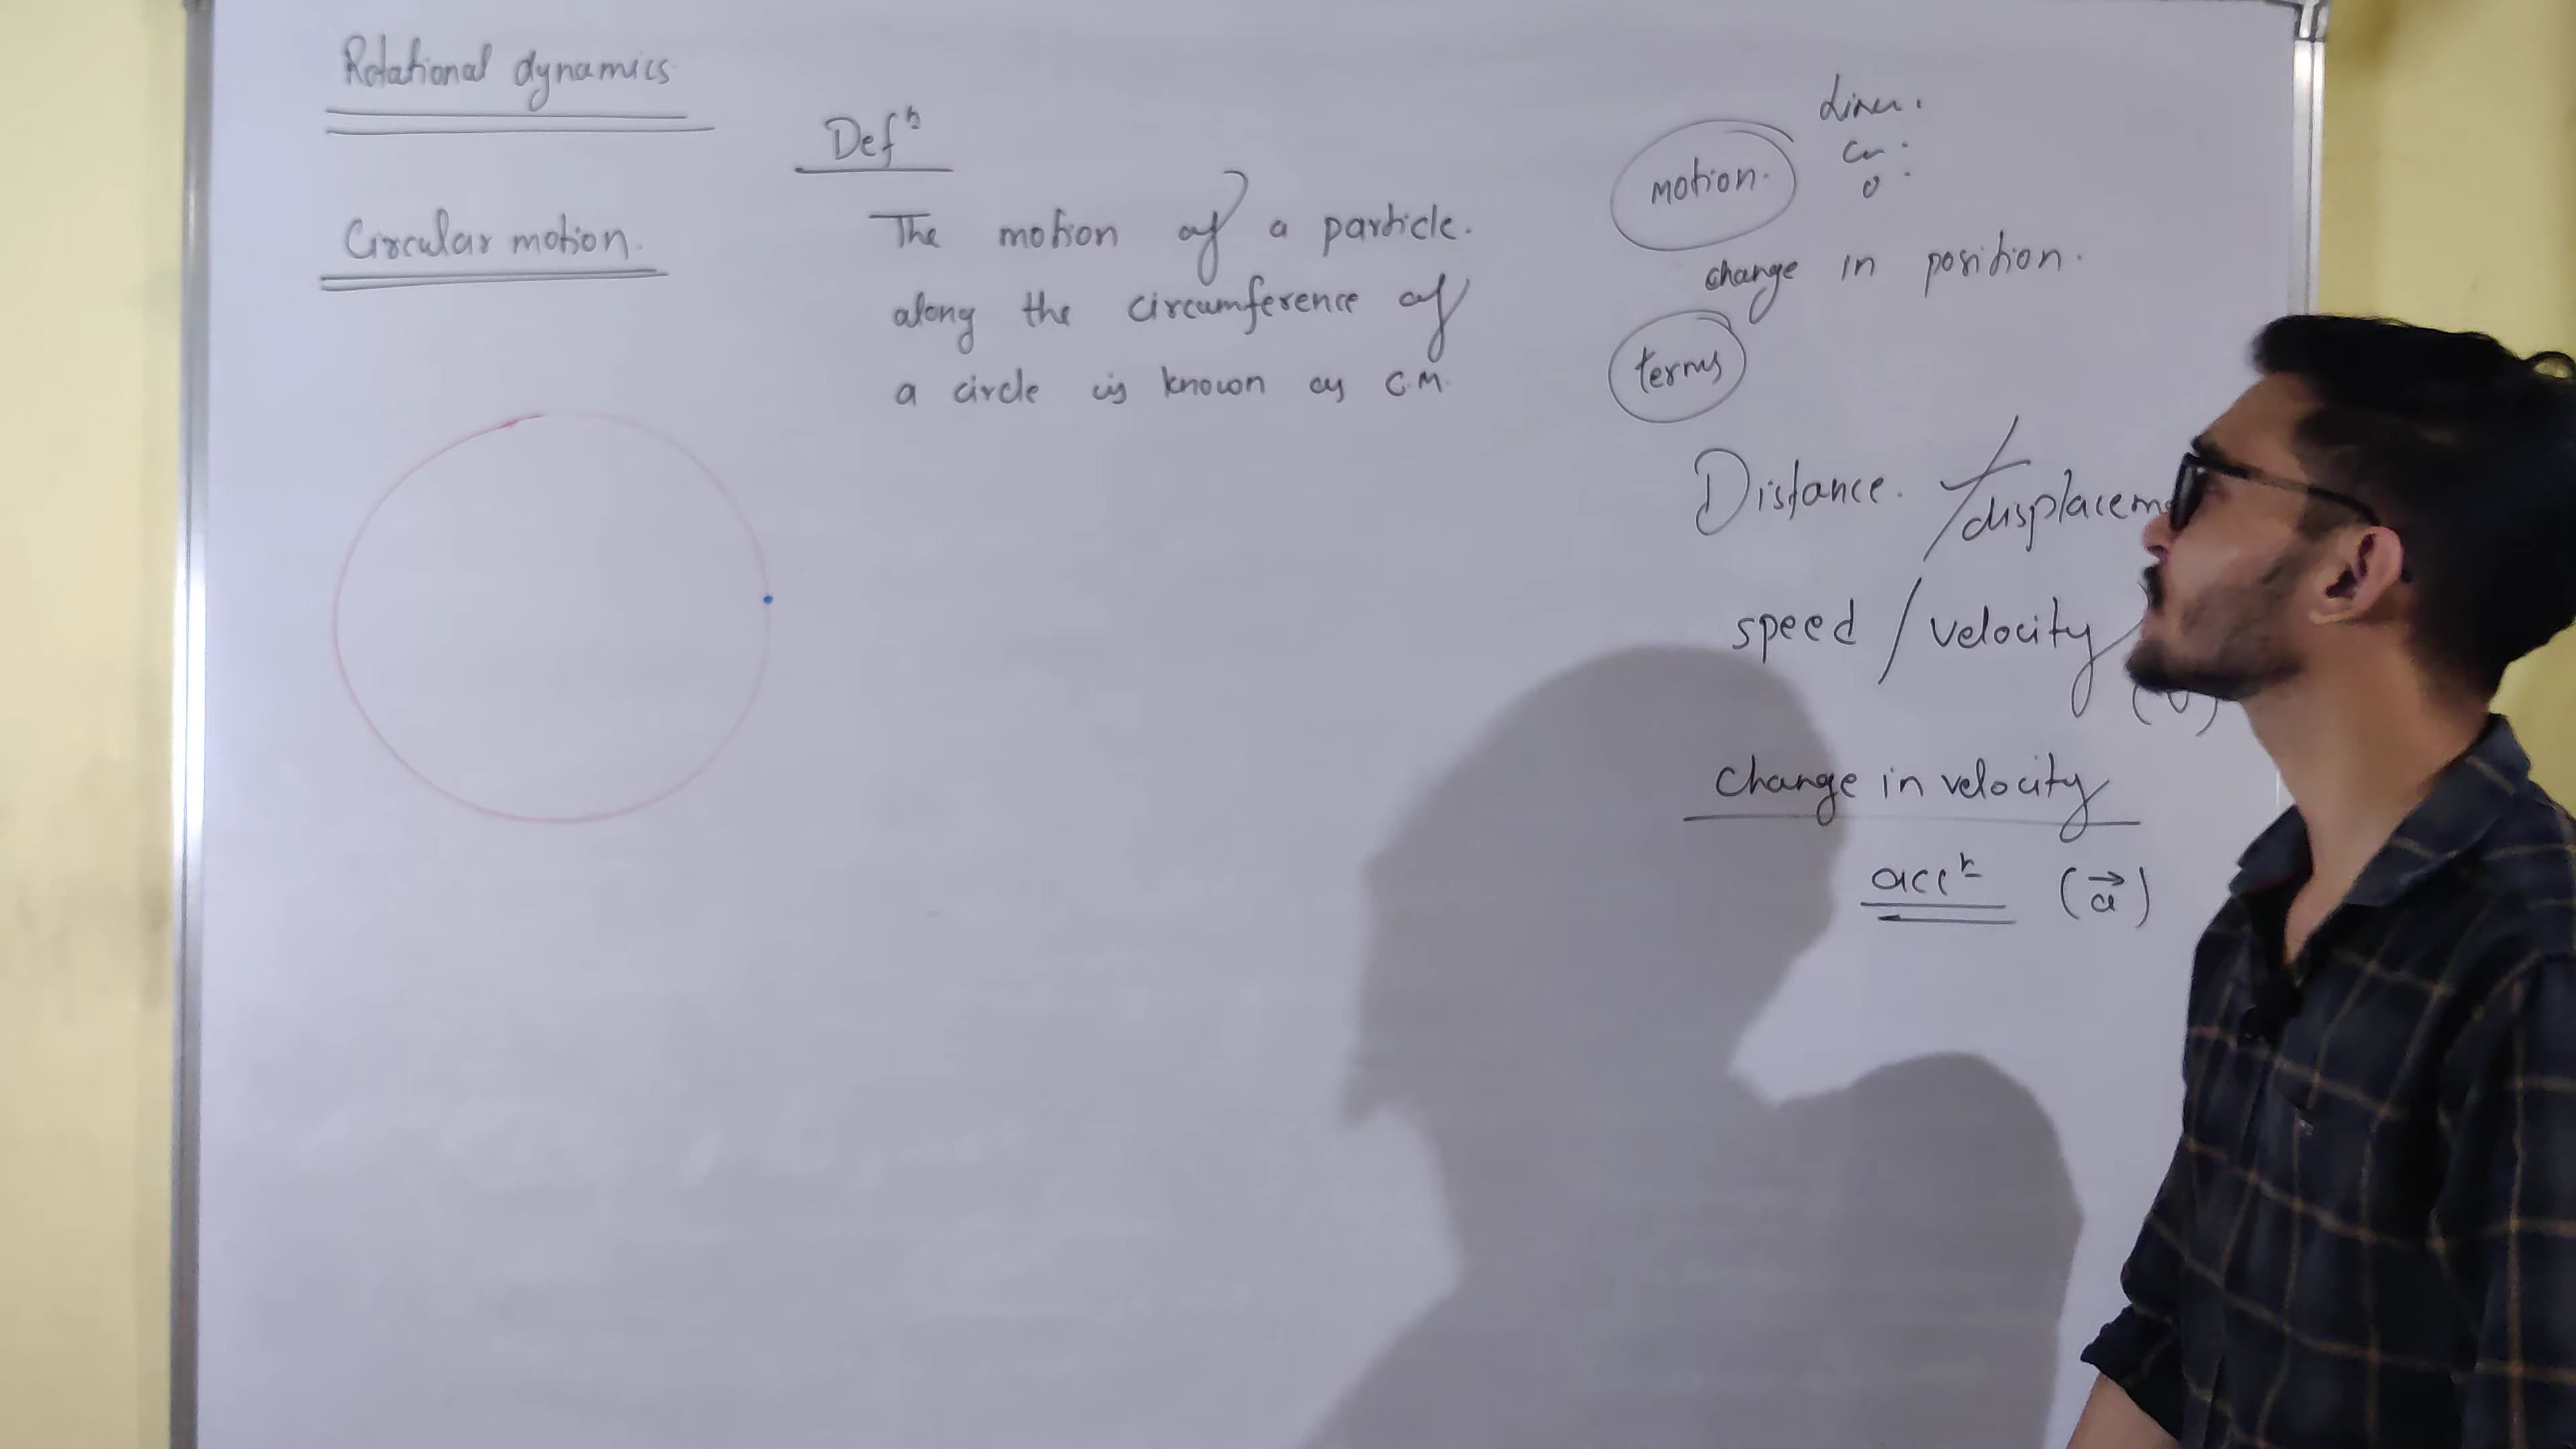 Rotational dynamics
Circular motion.
Defⁿ
The motion of a particle.
along the circumference of
a circle is known as C.M.
motion.
change in position.
terms
Distance. /
speed / velocity
(v)
Change in velocity
accⁿ (a⃗)